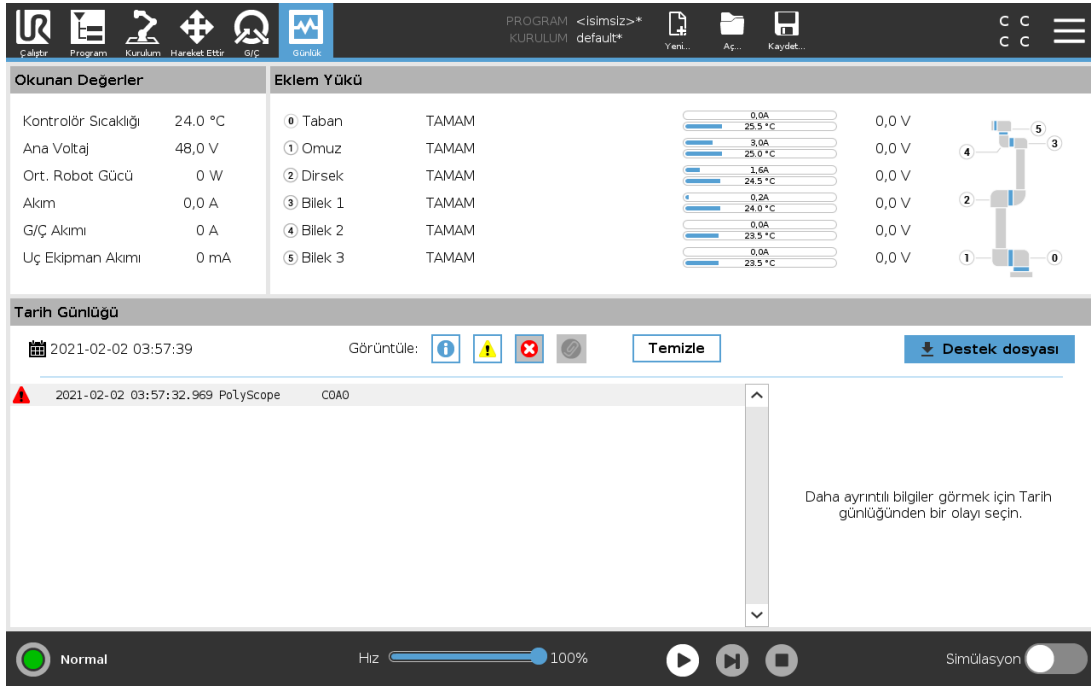 UR
PROGRAM <isimsiz>*
KURULUM default*
C C
C C
Çalıştır Program Kurulum Hareket Ettir G/Ç Günlük Yeni... Aç... Kaydet...
Okunan Değerler
Kontrolör Sıcaklığı 24.0 °C
Ana Voltaj 48,0 V
Ort. Robot Gücü 0 W
Akım 0,0 A
G/Ç Akımı 0 A
Uç Ekipman Akımı 0 mA
Eklem Yükü
0 Taban TAMAM 0,0A 25.5 °C 0,0 V
1 Omuz TAMAM 3,0A 25.0 °C 0,0 V
2 Dirsek TAMAM 1,6A 24.5 °C 0,0 V
3 Bilek 1 TAMAM 0,2A 24.0 °C 0,0 V
4 Bilek 2 TAMAM 0,0A 23.5 °C 0,0 V
5 Bilek 3 TAMAM 0,0A 23.5 °C 0,0 V
5
4 3
2
1 0
Tarih Günlüğü
2021-02-02 03:57:39 Görüntüle: Temizle Destek dosyası
2021-02-02 03:57:32.969 PolyScope C0A0
Daha ayrıntılı bilgiler görmek için Tarih
günlüğünden bir olayı seçin.
Normal Hız 100% Simülasyon